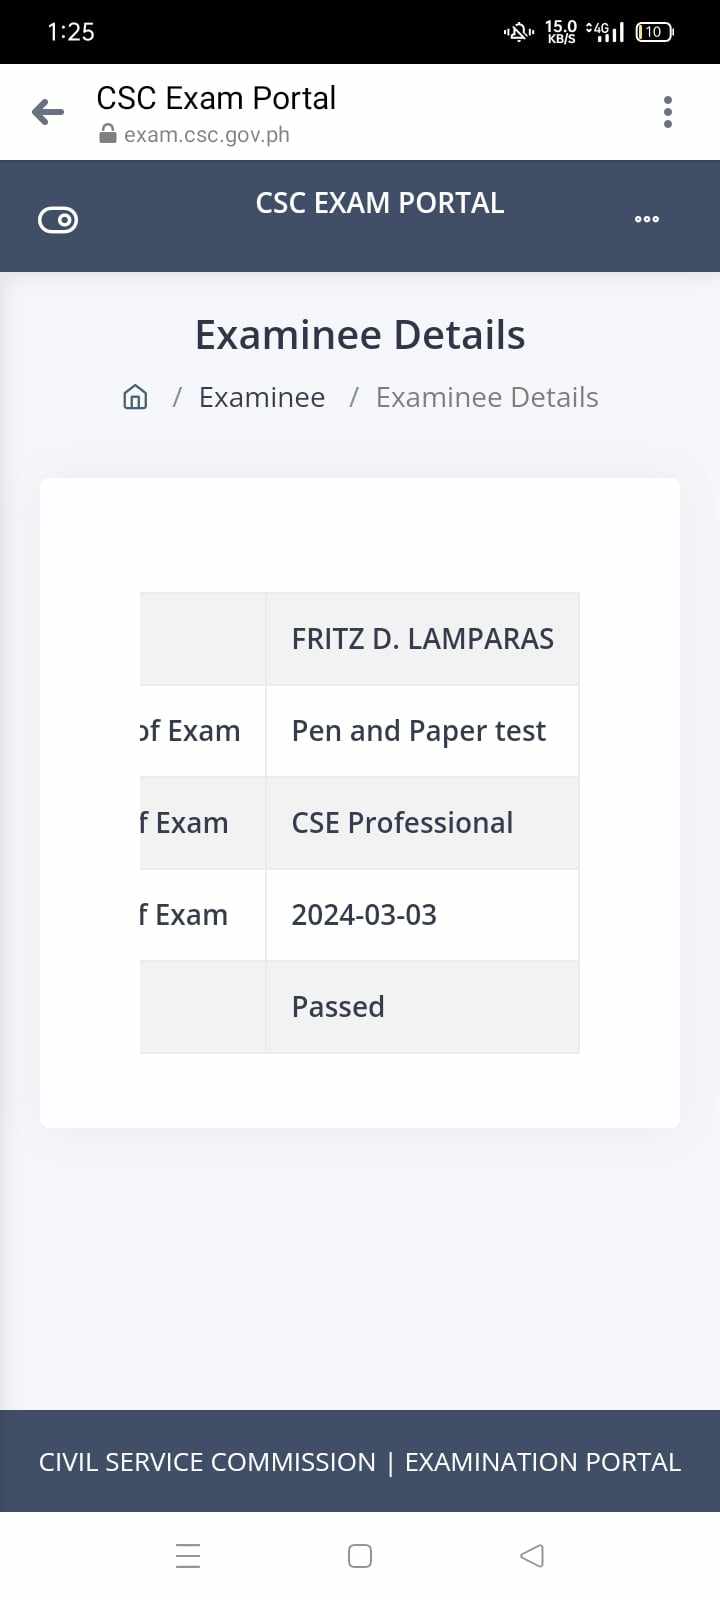 1:25
15.0 KB/S 4G 10
CSC Exam Portal
exam.csc.gov.ph
CSC EXAM PORTAL
Examinee Details
/ Examinee / Examinee Details
FRITZ D. LAMPARAS
of Exam Pen and Paper test
f Exam CSE Professional
f Exam 2024-03-03
Passed
CIVIL SERVICE COMMISSION | EXAMINATION PORTAL